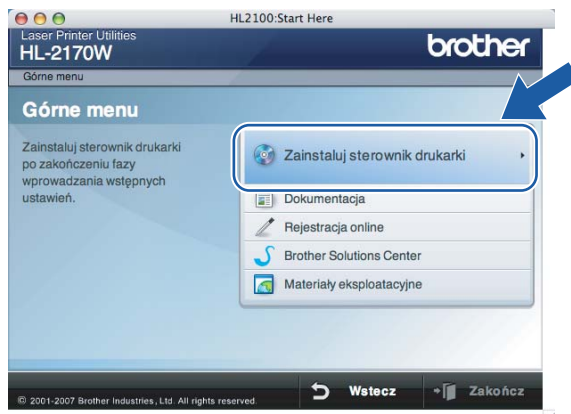 HL2100:Start Here
Laser Printer Utilities
HL-2170W
brother
Górne menu
Górne menu
Zainstaluj sterownik drukarki
po zakończeniu fazy
wprowadzania wstępnych
ustawień.
Zainstaluj sterownik drukarki
Dokumentacja
Rejestracja online
Brother Solutions Center
Materiały eksploatacyjne
© 2001-2007 Brother Industries, Ltd. All rights reserved.
Wstecz
Zakończ